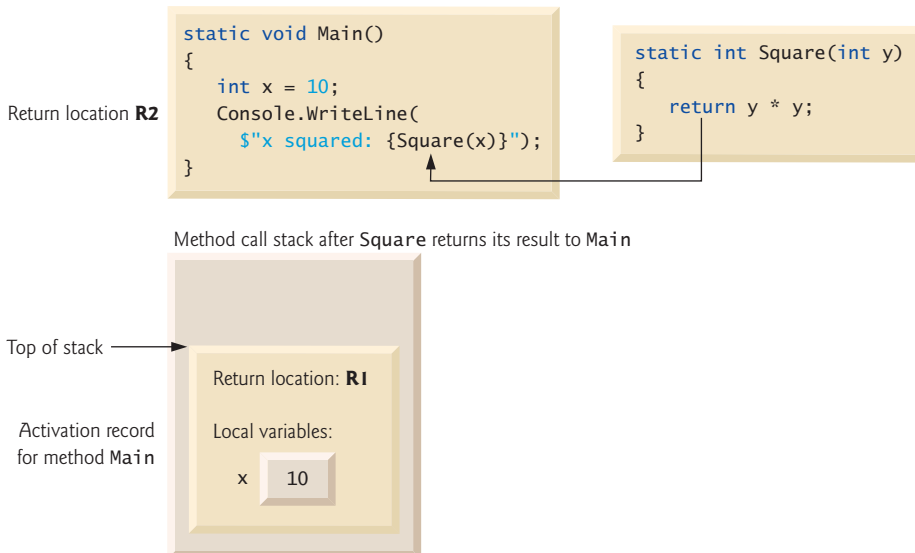 static void Main()
{
int x = 10;
Console.WriteLine(
$"x squared: {Square(x)}");
}
Return location R2
static int Square(int y)
{
return y * y;
}
Method call stack after Square returns its result to Main
Top of stack
Return location: R1
Activation record
for method Main
Local variables:
x 10